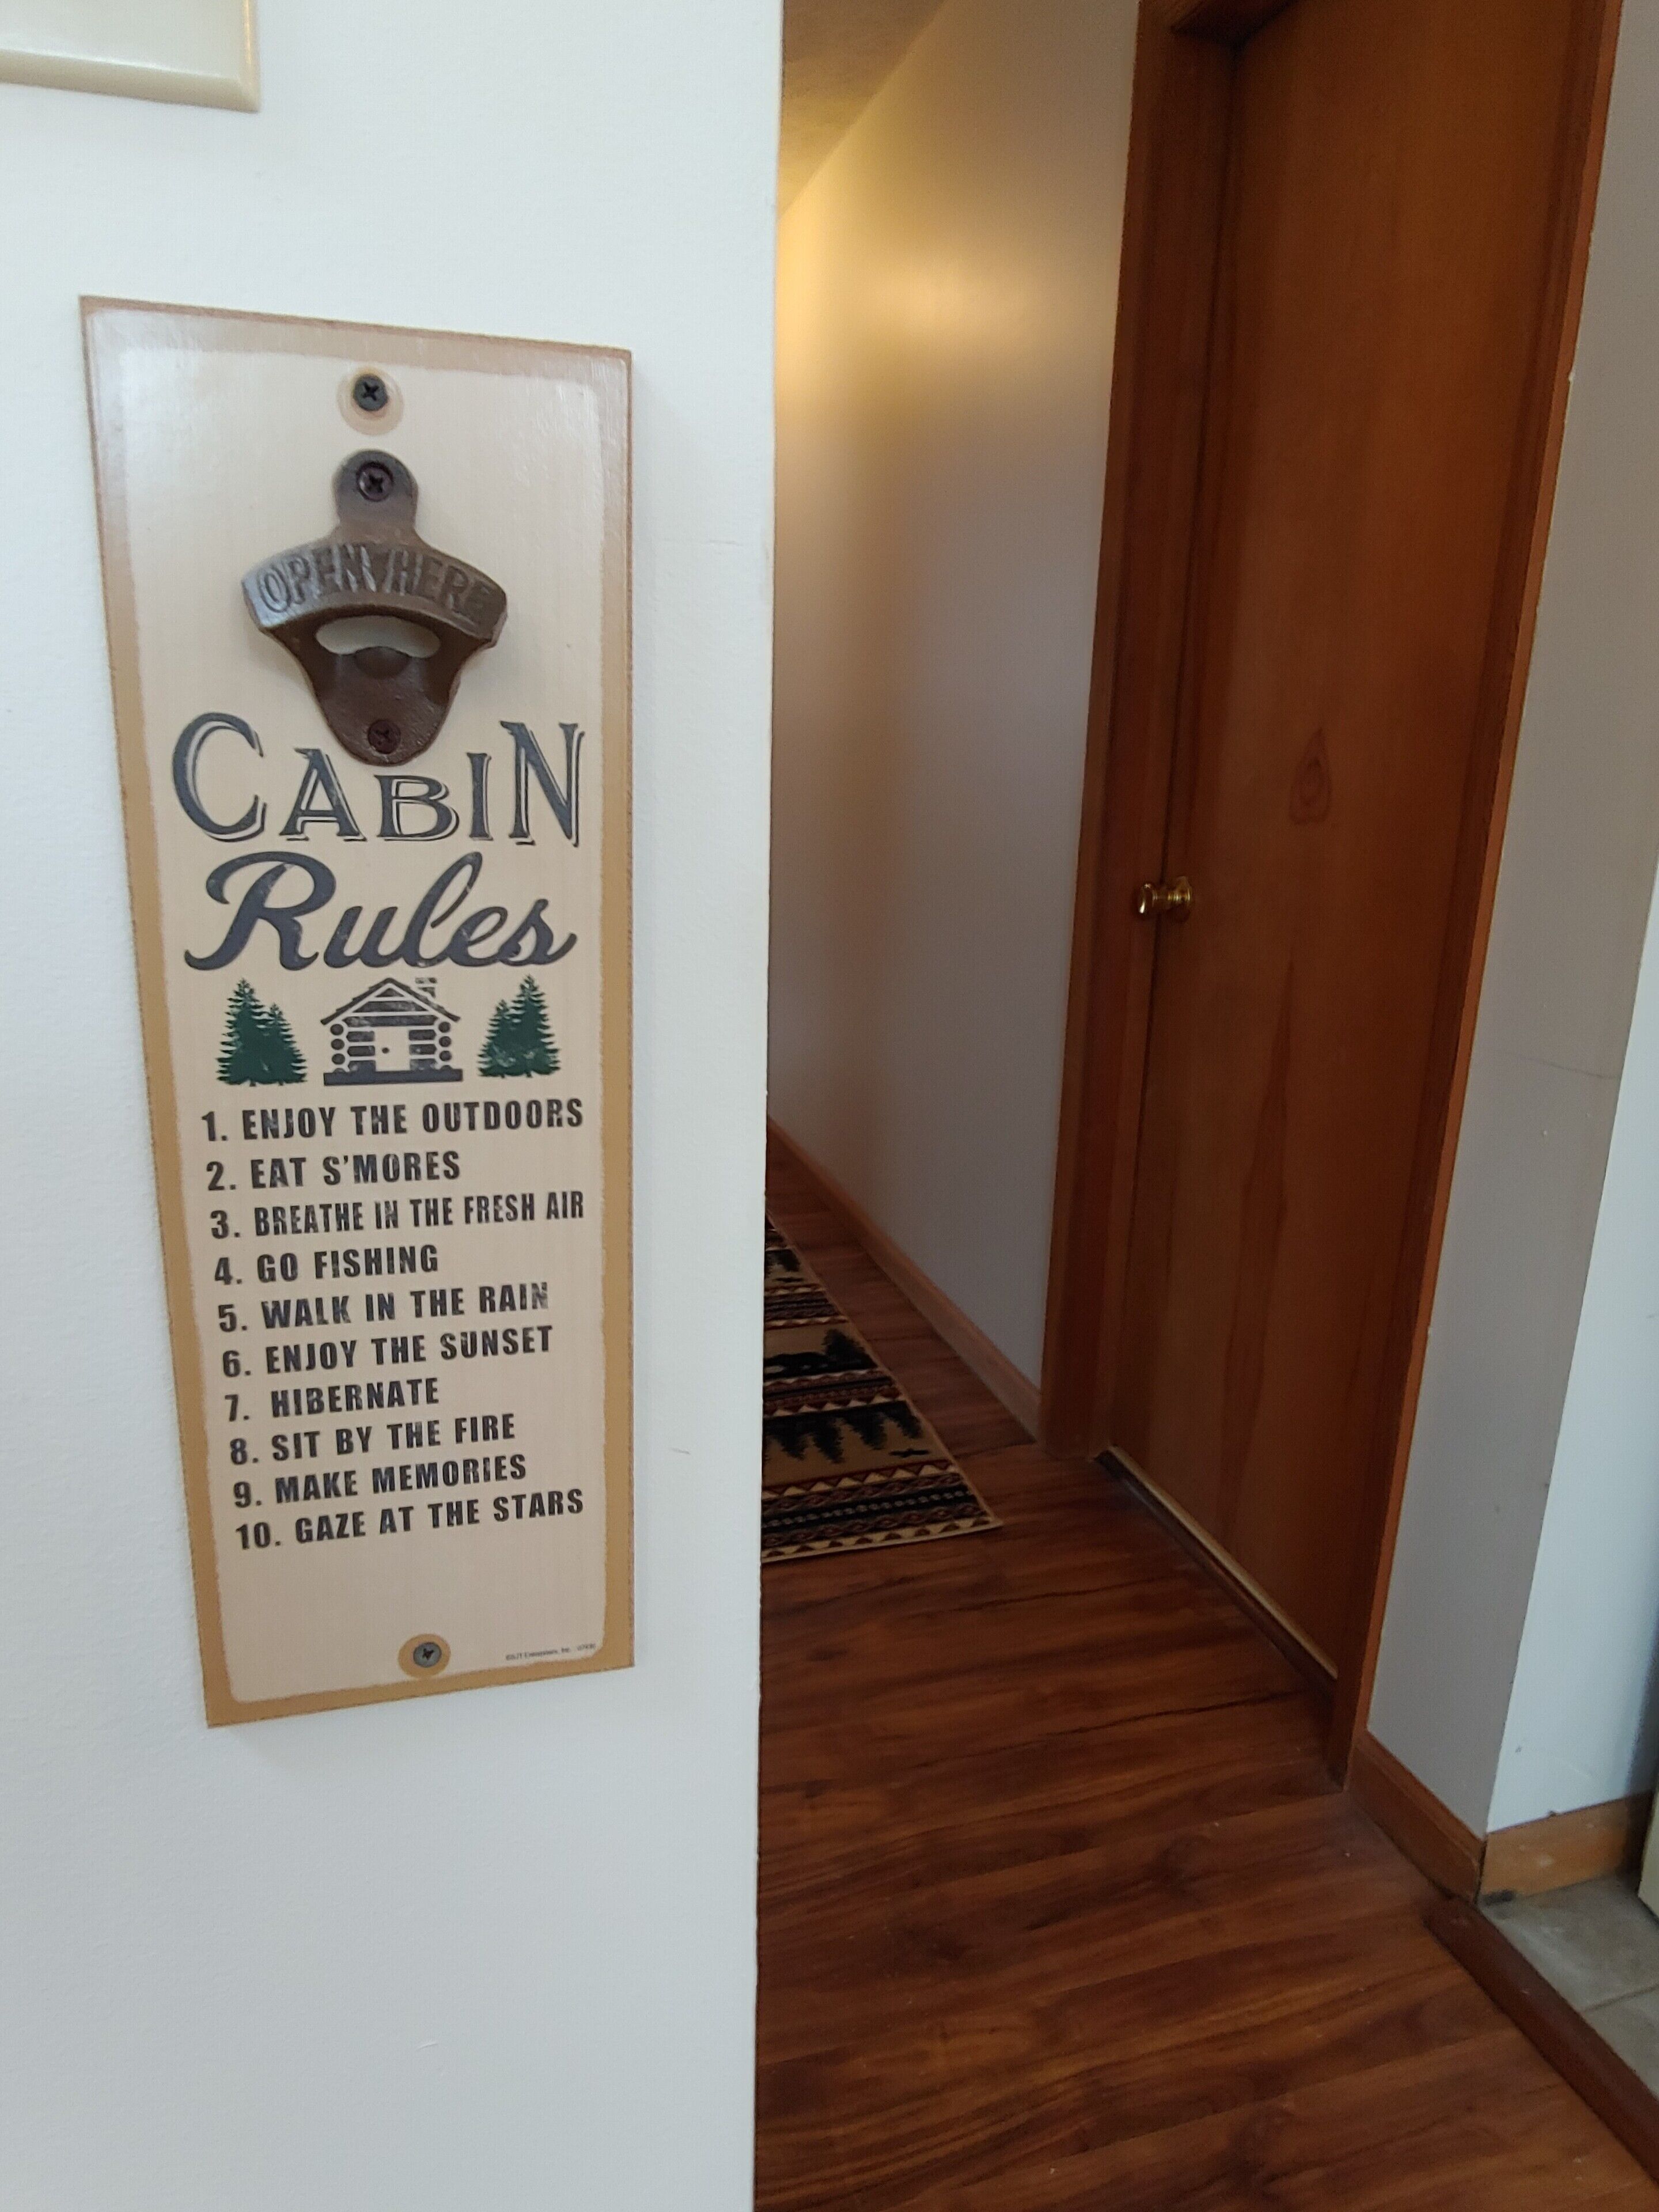 OPEN HERE
CABIN
Rules
1. ENJOY THE OUTDOORS
2. EAT S'MORES
3. BREATHE IN THE FRESH AIR
4. GO FISHING
5. WALK IN THE RAIN
6. ENJOY THE SUNSET
7. HIBERNATE
8. SIT BY THE FIRE
9. MAKE MEMORIES
10. GAZE AT THE STARS